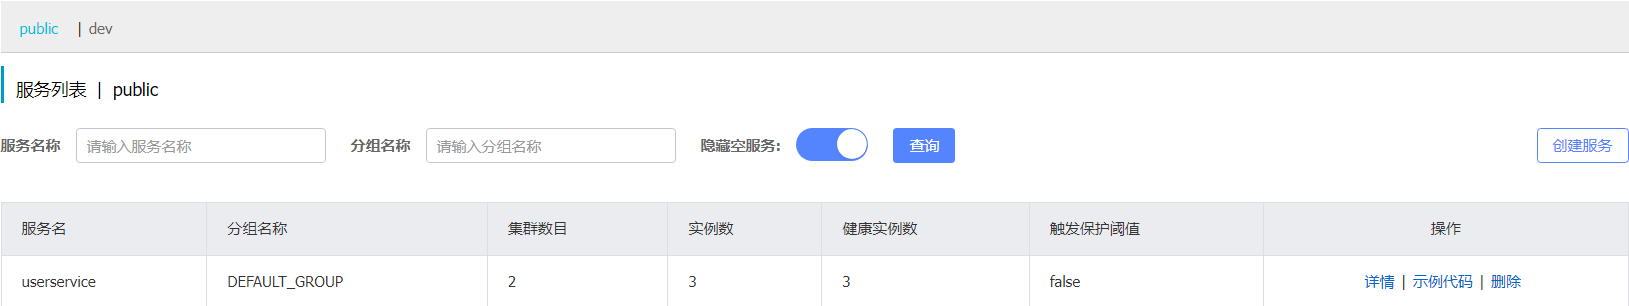 public | dev
服务列表 | public
服务名称 请输入服务名称 分组名称 请输入分组名称 隐藏空服务: 查询 创建服务
服务名 分组名称 集群数目 实例数 健康实例数 触发保护阈值 操作
userservice DEFAULT_GROUP 2 3 3 false 详情 | 示例代码 | 删除